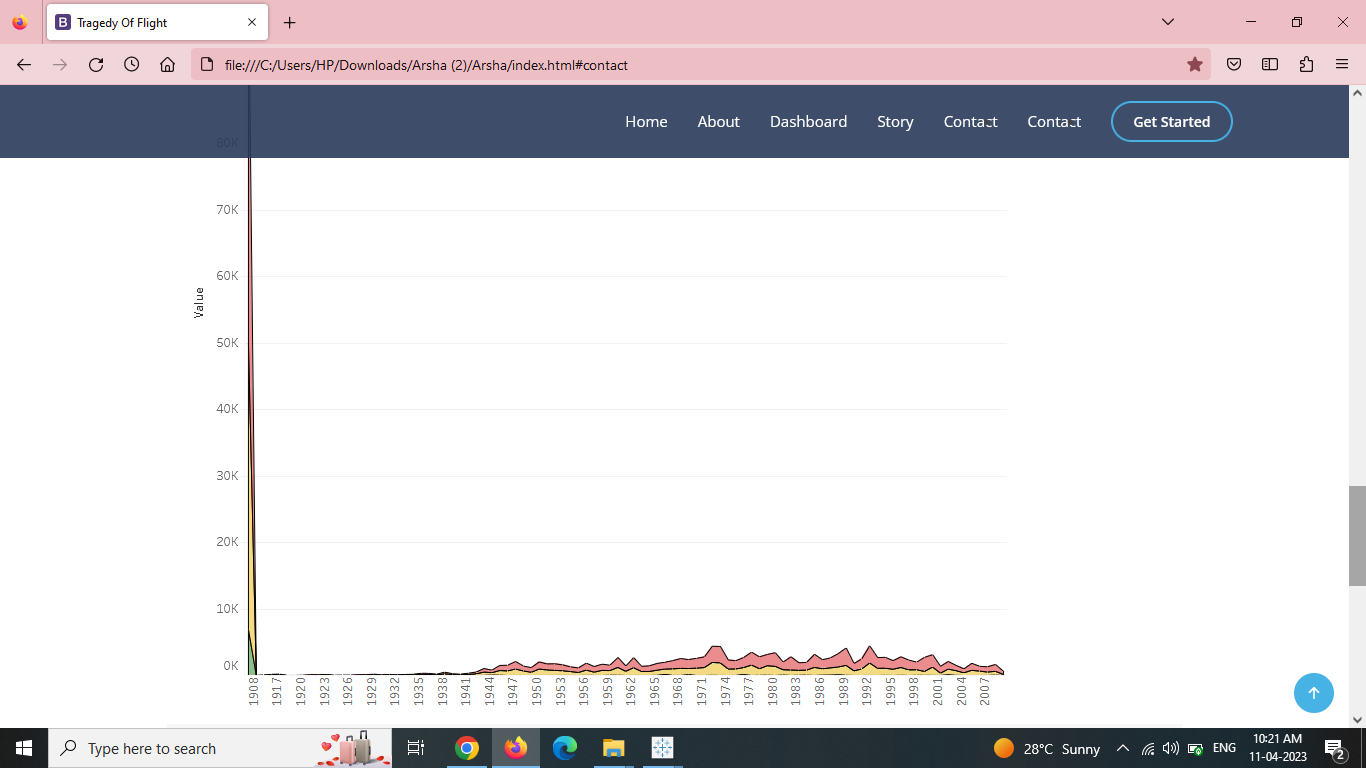 Tragedy Of Flight
file:///C:/Users/HP/Downloads/Arsha (2)/Arsha/index.html#contact
Home About Dashboard Story Contact Contact Get Started
80K
70K
60K
Value
50K
40K
30K
20K
10K
0K
1908 1917 1920 1923 1926 1929 1932 1935 1938 1941 1944 1947 1950 1953 1956 1959 1962 1965 1968 1971 1974 1977 1980 1983 1986 1989 1992 1995 1998 2001 2004 2007
Type here to search
28°C Sunny
ENG
10:21 AM
11-04-2023
2